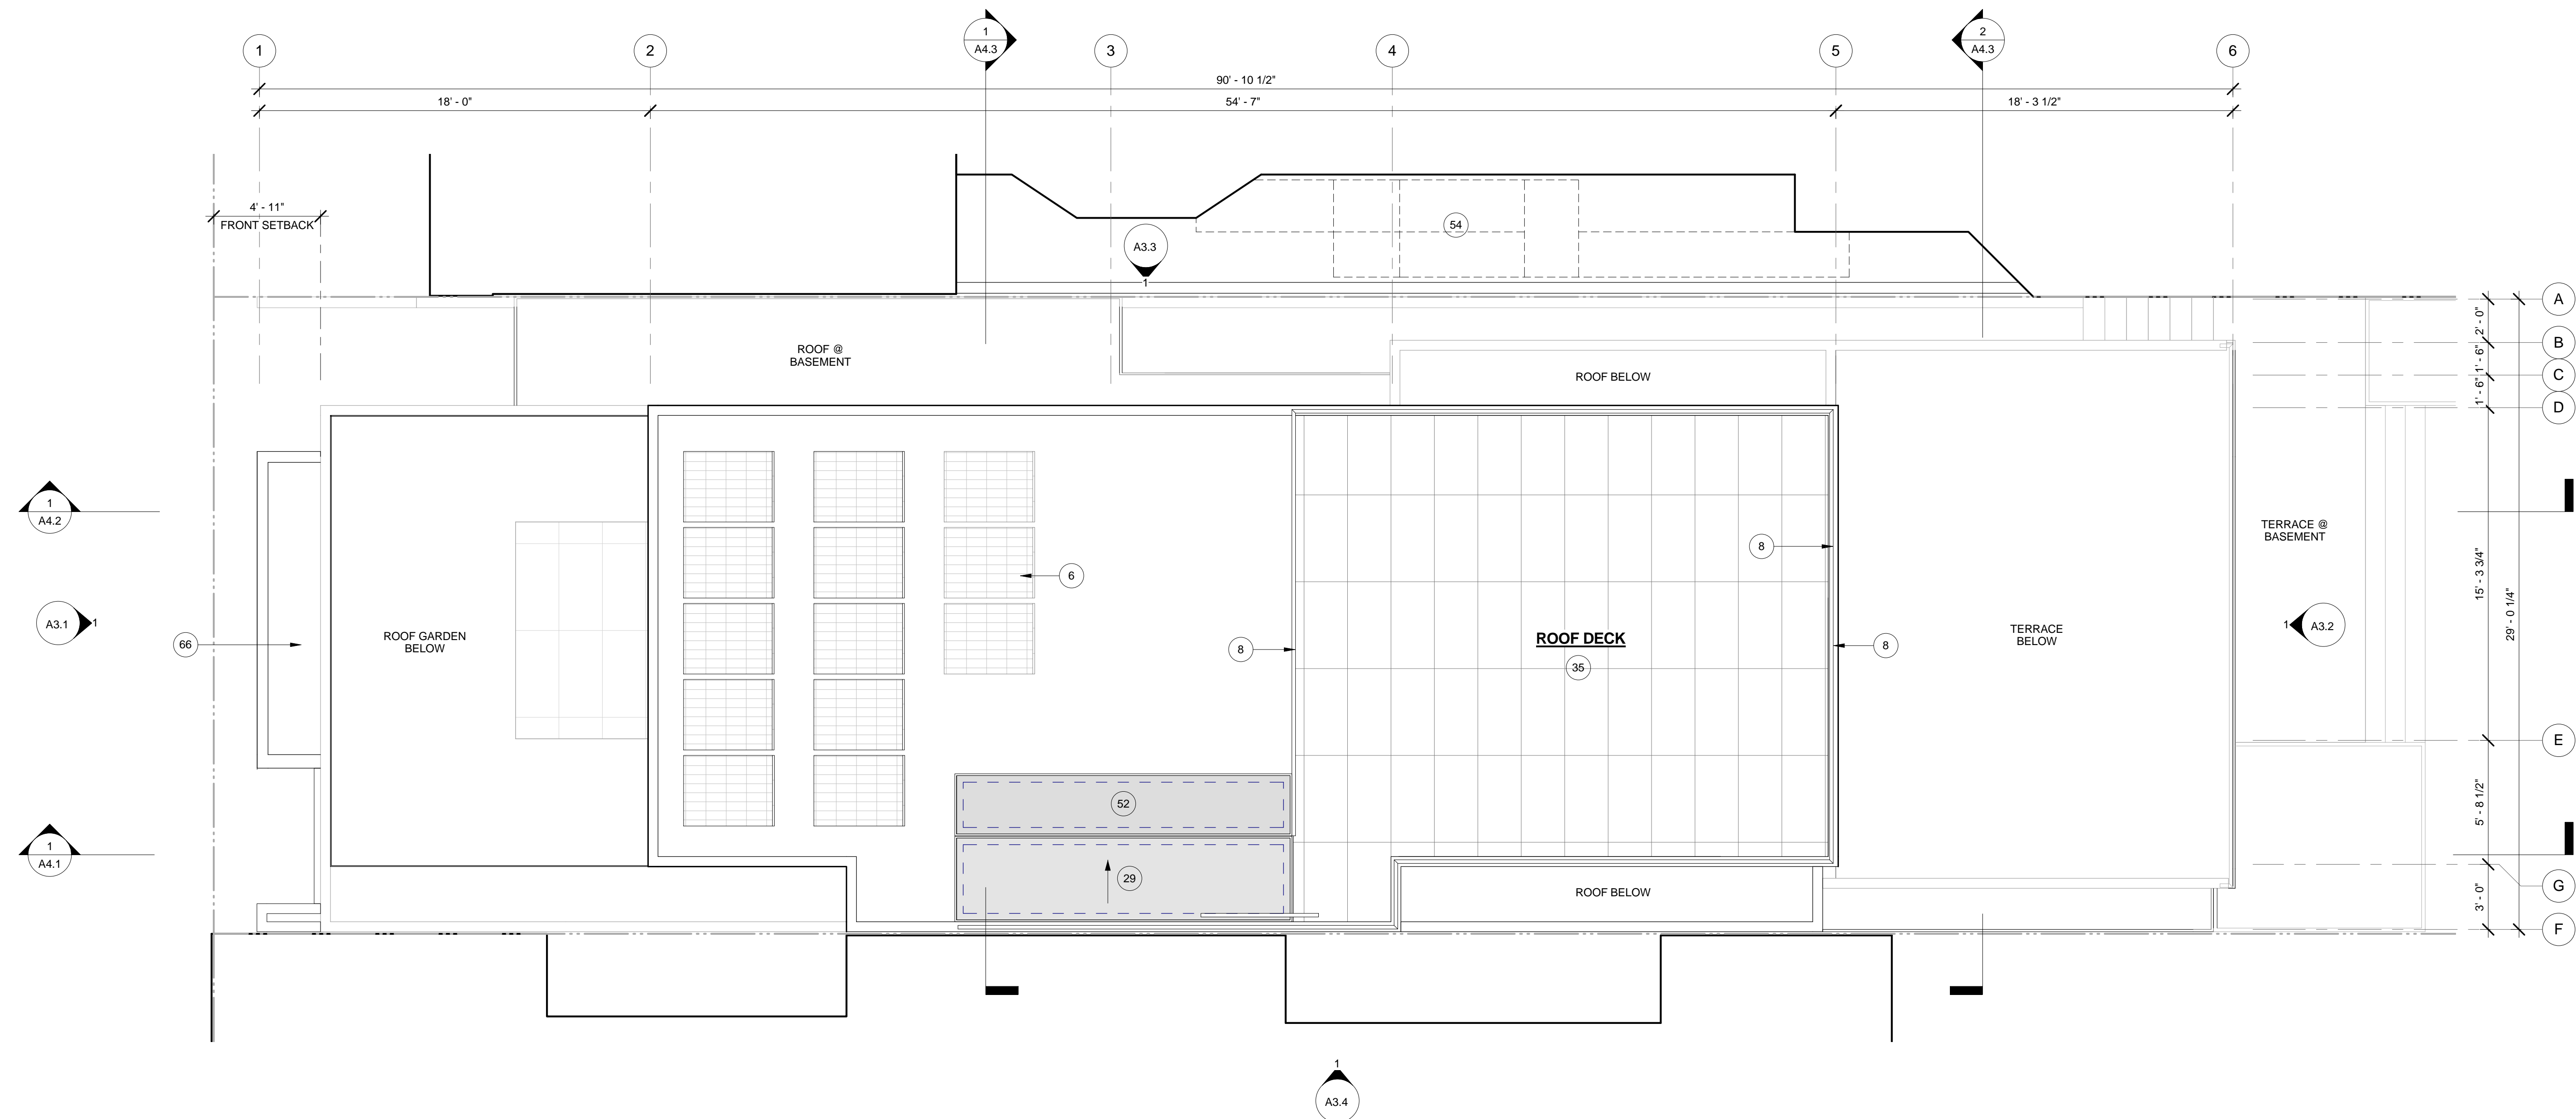 1
2
1
A4.3
3
4
5
2
A4.3
6
90' - 10 1/2"
18' - 0"
54' - 7"
18' - 3 1/2"
4' - 11"
FRONT SETBACK
54
A3.3
1
A
2' - 0"
B
1' - 6"
C
1' - 6"
D
ROOF @
BASEMENT
ROOF BELOW
1
A4.2
TERRACE @
BASEMENT
8
6
15' - 3 3/4"
29' - 0 1/4"
A3.1
1
66
ROOF GARDEN
BELOW
8
ROOF DECK
35
8
TERRACE
BELOW
1
A3.2
E
52
5' - 8 1/2"
1
A4.1
29
ROOF BELOW
G
3' - 0"
F
1
A3.4